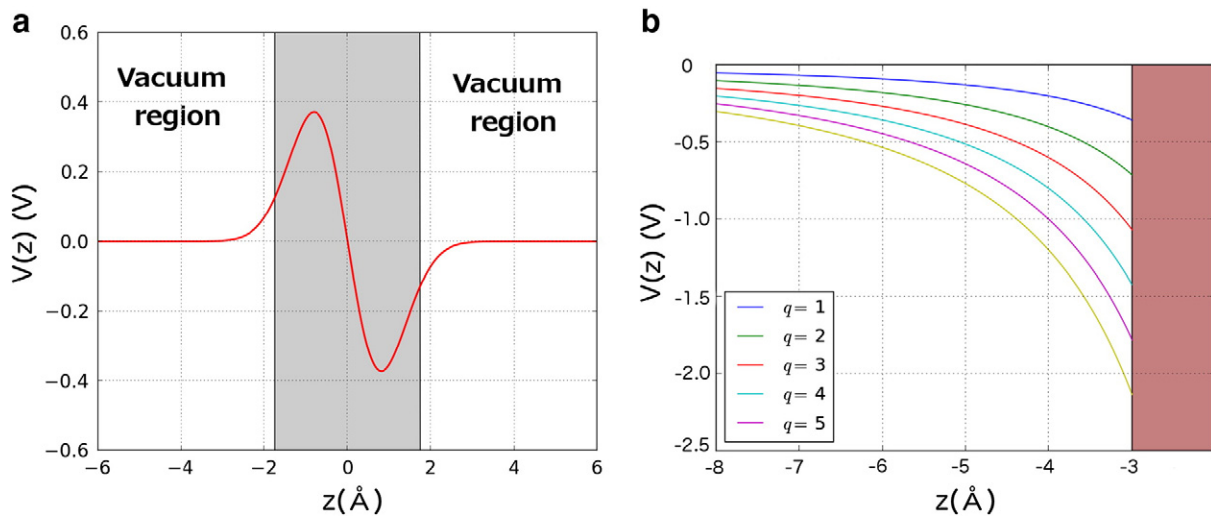 a
0.6
0.4
0.2
0.0
−0.2
−0.4
−0.6
V(z) (V)
Vacuum
region
Vacuum
region
−6
−4
−2
0
2
4
6
z(Å)
b
0
-0.5
-1.0
-1.5
-2.0
-2.5
V(z) (V)
q = 1
q = 2
q = 3
q = 4
q = 5
-8
-7
-6
-5
-4
-3
z(Å)